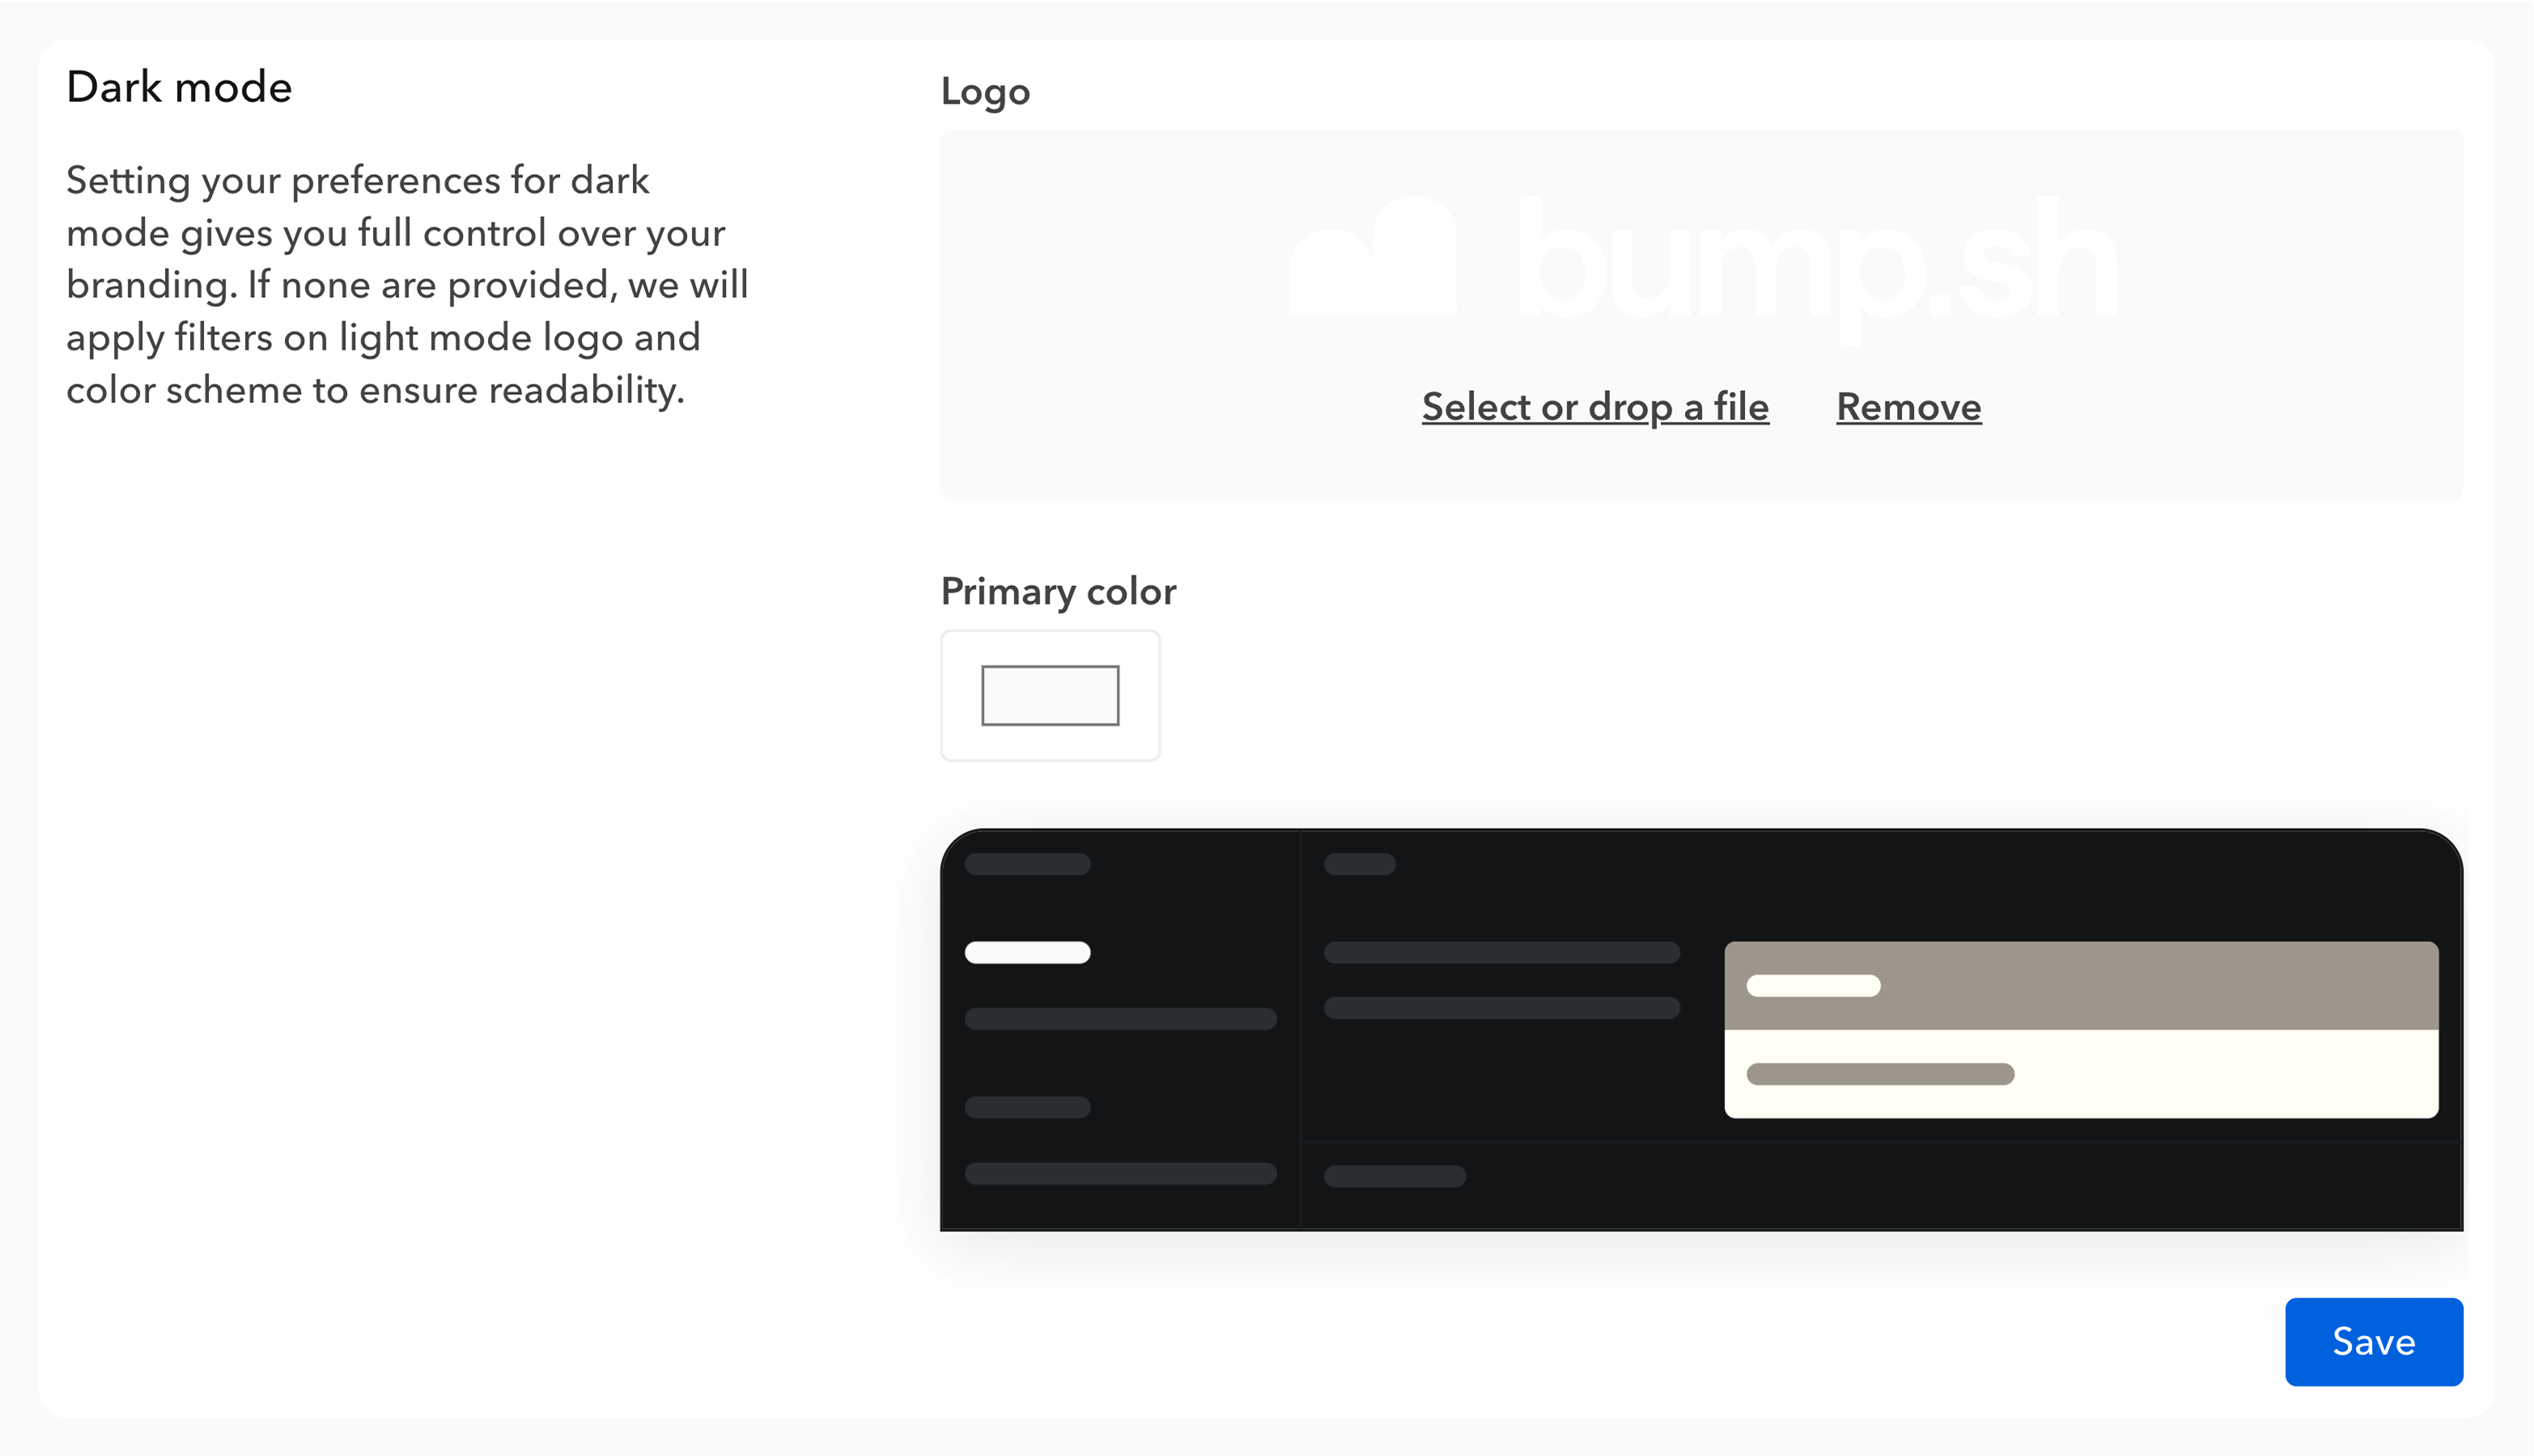 Dark mode
Setting your preferences for dark
mode gives you full control over your
branding. If none are provided, we will
apply filters on light mode logo and
color scheme to ensure readability.
Logo
bump.sh
Select or drop a file
Remove
Primary color
Save